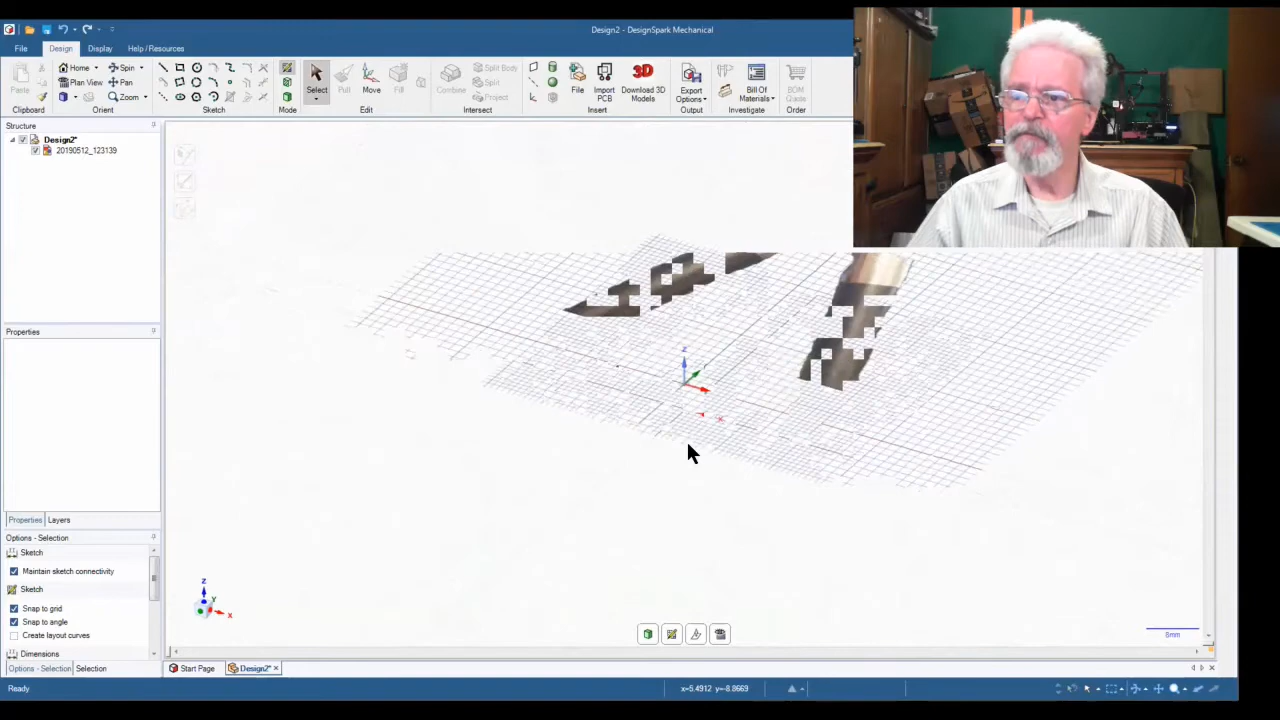 Design2 - DesignSpark Mechanical
File Design Display Help/Resources
Home Spin
Plan View Pan
Zoom
Paste Select Pull Move Fill
Combine Split Body
Split
Project
File Import PCB Download 3D Models Export Options Bill Of Materials BOM Quote
Clipboard Orient Sketch Mode Edit Intersect Insert Output Investigate Order
Structure
Design2*
20190512_123139
Properties
Properties Layers
Options - Selection
Sketch
Maintain sketch connectivity
Sketch
Snap to grid
Snap to angle
Create layout curves
Dimensions
Options - Selection Selection
Z
Y
X
z
x
8mm
Start Page Design2*
Ready
x=5.4912 y=-8.8669